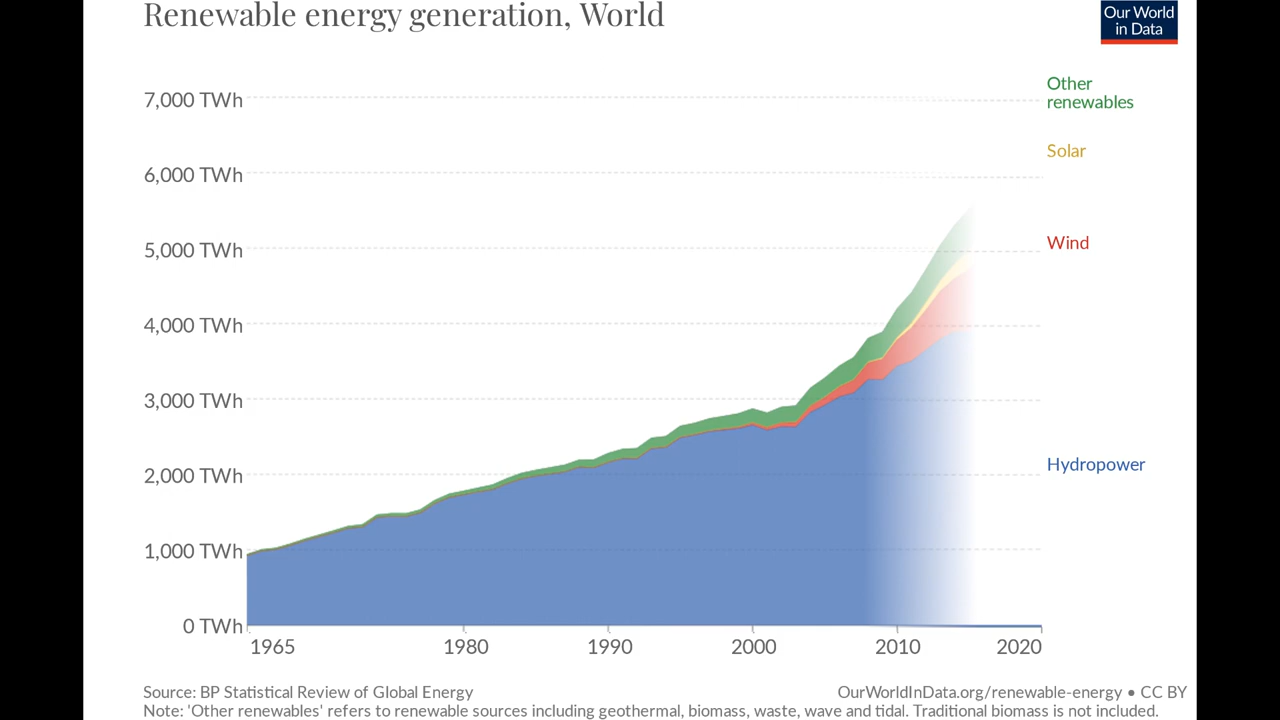 Renewable energy generation, World
Our World
in Data
7,000 TWh
6,000 TWh
5,000 TWh
4,000 TWh
3,000 TWh
2,000 TWh
1,000 TWh
0 TWh
Other
renewables
Solar
Wind
Hydropower
1965
1980
1990
2000
2010
2020
Source: BP Statistical Review of Global Energy
OurWorldInData.org/renewable-energy • CC BY
Note: 'Other renewables' refers to renewable sources including geothermal, biomass, waste, wave and tidal. Traditional biomass is not included.